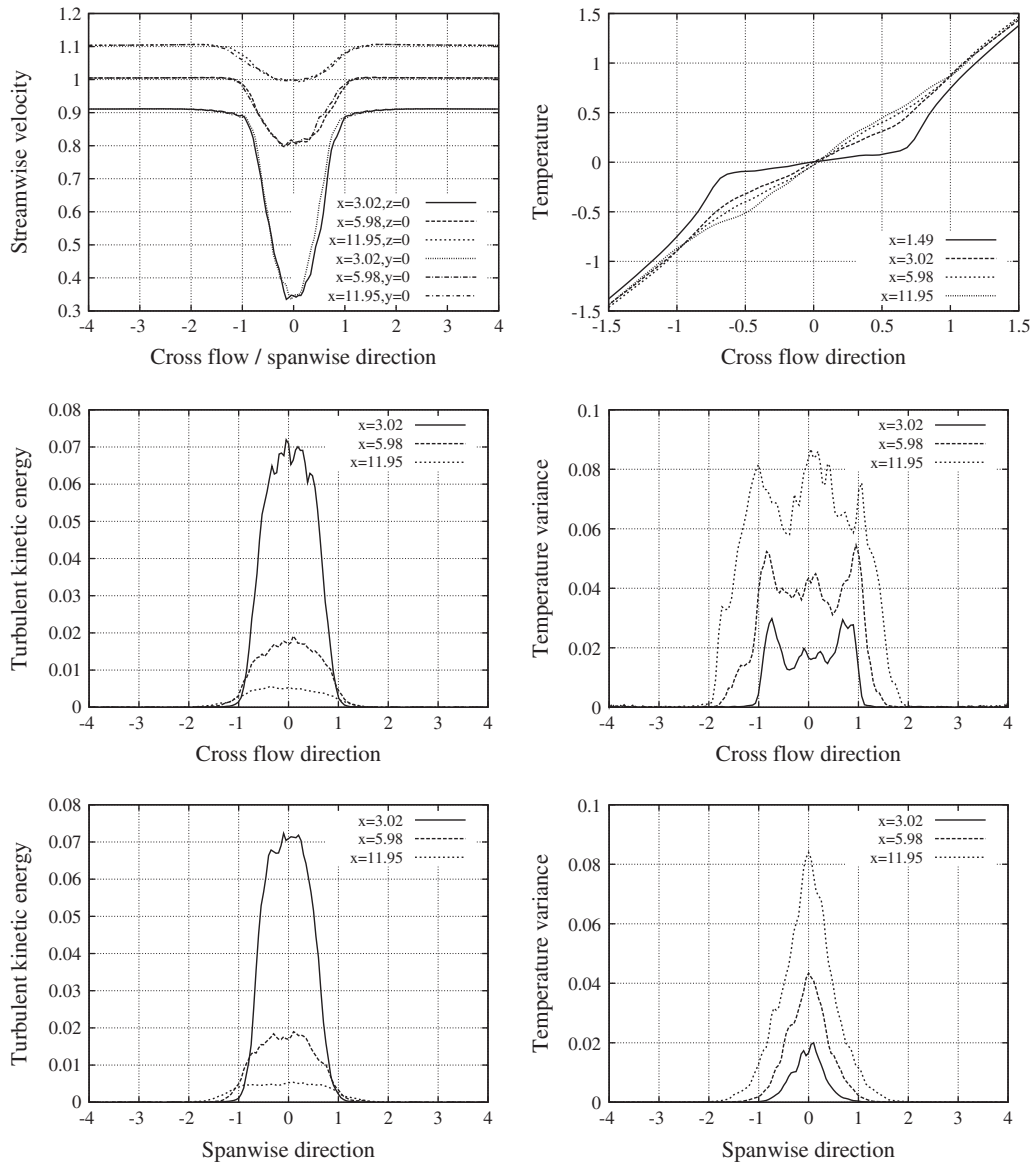 1.2
1.1
1
0.9
0.8
0.7
0.6
0.5
0.4
0.3
Streamwise velocity
x=3.02,z=0
x=5.98,z=0
x=11.95,z=0
x=3.02,y=0
x=5.98,y=0
x=11.95,y=0
-4 -3 -2 -1 0 1 2 3 4
Cross flow / spanwise direction
1.5
1
0.5
0
-0.5
-1
-1.5
Temperature
x=1.49
x=3.02
x=5.98
x=11.95
-1.5 -1 -0.5 0 0.5 1 1.5
Cross flow direction
0.08
0.07
0.06
0.05
0.04
0.03
0.02
0.01
0
Turbulent kinetic energy
x=3.02
x=5.98
x=11.95
-4 -3 -2 -1 0 1 2 3 4
Cross flow direction
0.1
0.08
0.06
0.04
0.02
0
Temperature variance
x=3.02
x=5.98
x=11.95
-4 -3 -2 -1 0 1 2 3 4
Cross flow direction
0.08
0.07
0.06
0.05
0.04
0.03
0.02
0.01
0
Turbulent kinetic energy
x=3.02
x=5.98
x=11.95
-4 -3 -2 -1 0 1 2 3 4
Spanwise direction
0.1
0.08
0.06
0.04
0.02
0
Temperature variance
x=3.02
x=5.98
x=11.95
-4 -3 -2 -1 0 1 2 3 4
Spanwise direction